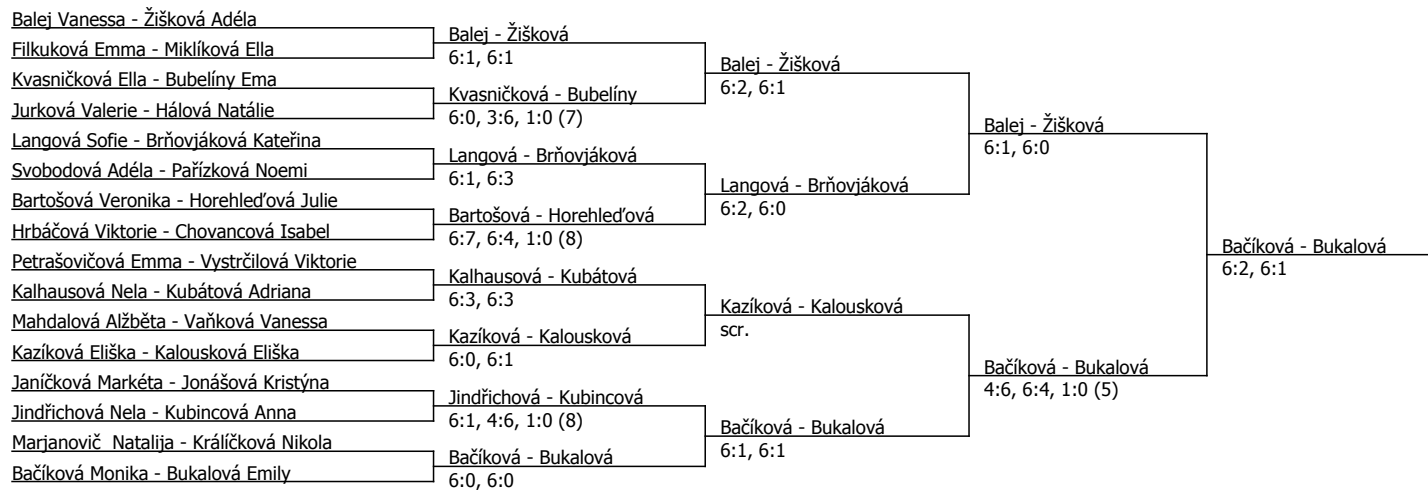 Balej Vanessa - Žišková Adéla
Filkuková Emma - Miklíková Ella
Kvasničková Ella - Bubelíny Ema
Jurková Valerie - Hálová Natálie
Langová Sofie - Brňovjáková Kateřina
Svobodová Adéla - Pařízková Noemi
Bartošová Veronika - Horehleďová Julie
Hrbáčová Viktorie - Chovancová Isabel
Petrašovičová Emma - Vystrčilová Viktorie
Kalhausová Nela - Kubátová Adriana
Mahdalová Alžběta - Vaňková Vanessa
Kazíková Eliška - Kalousková Eliška
Janíčková Markéta - Jonášová Kristýna
Jindřichová Nela - Kubincová Anna
Marjanovič  Natalija - Králíčková Nikola
Bačíková Monika - Bukalová Emily
Balej - Žišková
6:1, 6:1
Kvasničková - Bubelíny
6:0, 3:6, 1:0 (7)
Langová - Brňovjáková
6:1, 6:3
Bartošová - Horehleďová
6:7, 6:4, 1:0 (8)
Kalhausová - Kubátová
6:3, 6:3
Kazíková - Kalousková
6:0, 6:1
Jindřichová - Kubincová
6:1, 4:6, 1:0 (8)
Bačíková - Bukalová
6:0, 6:0
Balej - Žišková
6:2, 6:1
Langová - Brňovjáková
6:2, 6:0
Kazíková - Kalousková
scr.
Bačíková - Bukalová
6:1, 6:1
Balej - Žišková
6:1, 6:0
Bačíková - Bukalová
4:6, 6:4, 1:0 (5)
Bačíková - Bukalová
6:2, 6:1